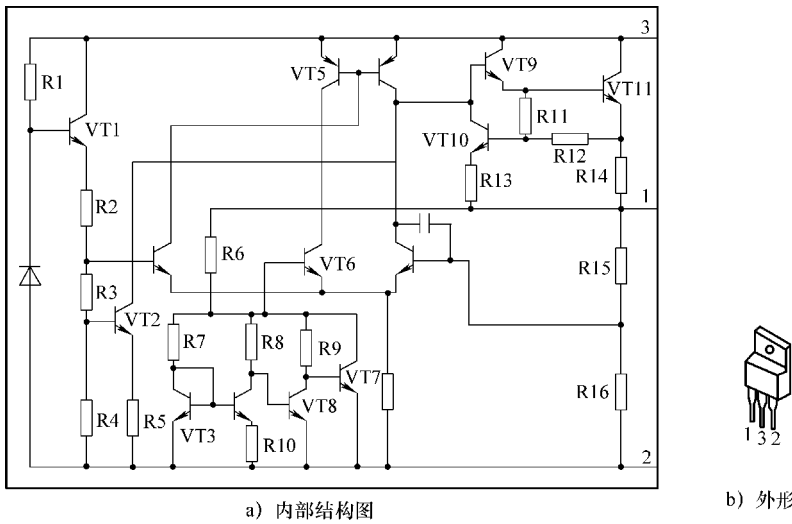 3
R1
VT5
VT9
VT11
VT1
R11
VT10
R12
R13
R14
1
R2
R6
VT6
R15
R3
VT2
R7
R8
R9
VT7
R16
R4
R5
VT3
VT8
R10
2
1 3 2
a) 内部结构图
b) 外形